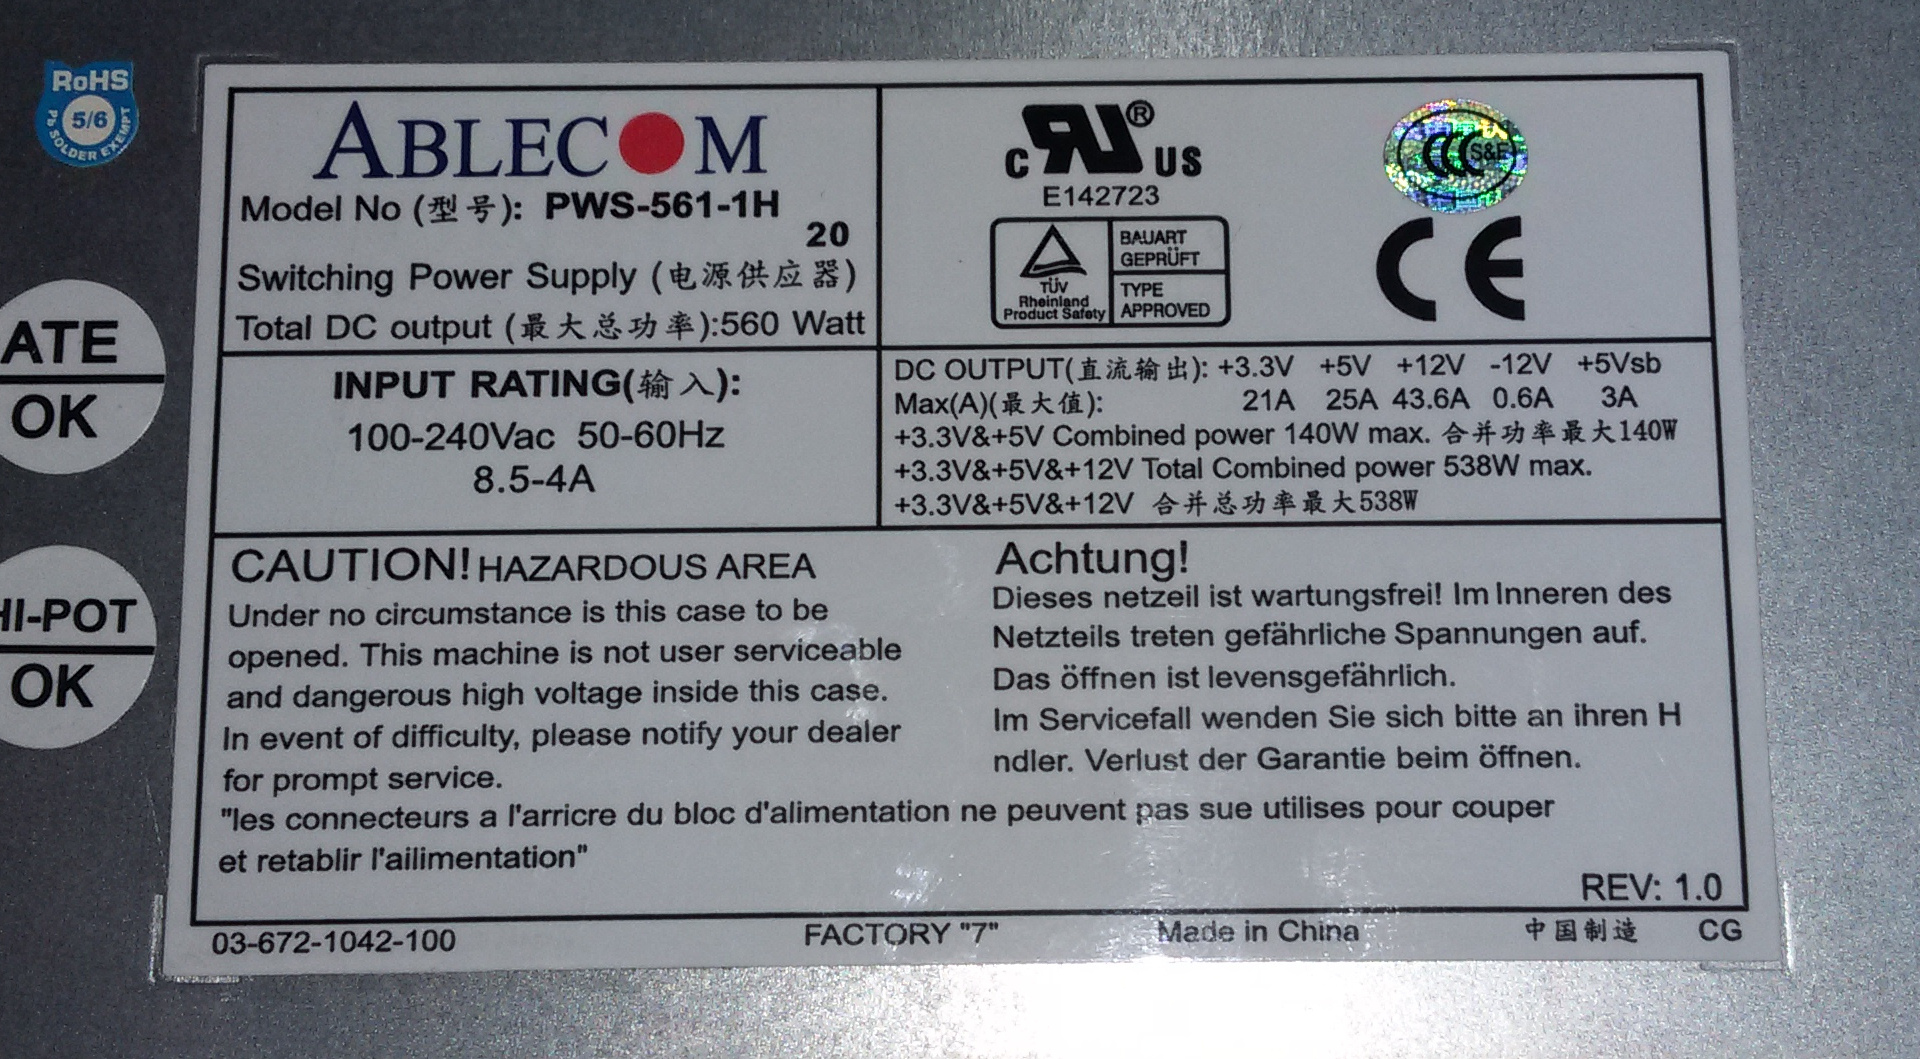 RoHS
5/6
Pb SOLDER EXEMPT
ATE
OK
HI-POT
OK
ABLECOM
Model No (型号): PWS-561-1H
20
Switching Power Supply (电源供应器)
Total DC output (最大总功率):560 Watt
c RU ® US
E142723
CCC S&E
TÜV
Rheinland
Product Safety
BAUART
GEPRÜFT
TYPE
APPROVED
CE
INPUT RATING(输入):
100-240Vac 50-60Hz
8.5-4A
DC OUTPUT(直流输出): +3.3V +5V +12V -12V +5Vsb
Max(A)(最大值): 21A 25A 43.6A 0.6A 3A
+3.3V&+5V Combined power 140W max. 合并功率最大140W
+3.3V&+5V&+12V Total Combined power 538W max.
+3.3V&+5V&+12V 合并总功率最大538W
CAUTION! HAZARDOUS AREA
Under no circumstance is this case to be
opened. This machine is not user serviceable
and dangerous high voltage inside this case.
In event of difficulty, please notify your dealer
for prompt service.
Achtung!
Dieses netzeil ist wartungsfrei! Im Inneren des
Netzteils treten gefährliche Spannungen auf.
Das öffnen ist levensgefährlich.
Im Servicefall wenden Sie sich bitte an ihren H
ndler. Verlust der Garantie beim öffnen.
"les connecteurs a l'arricre du bloc d'alimentation ne peuvent pas sue utilises pour couper
et retablir l'ailimentation"
REV: 1.0
03-672-1042-100 FACTORY "7" Made in China 中国制造 CG